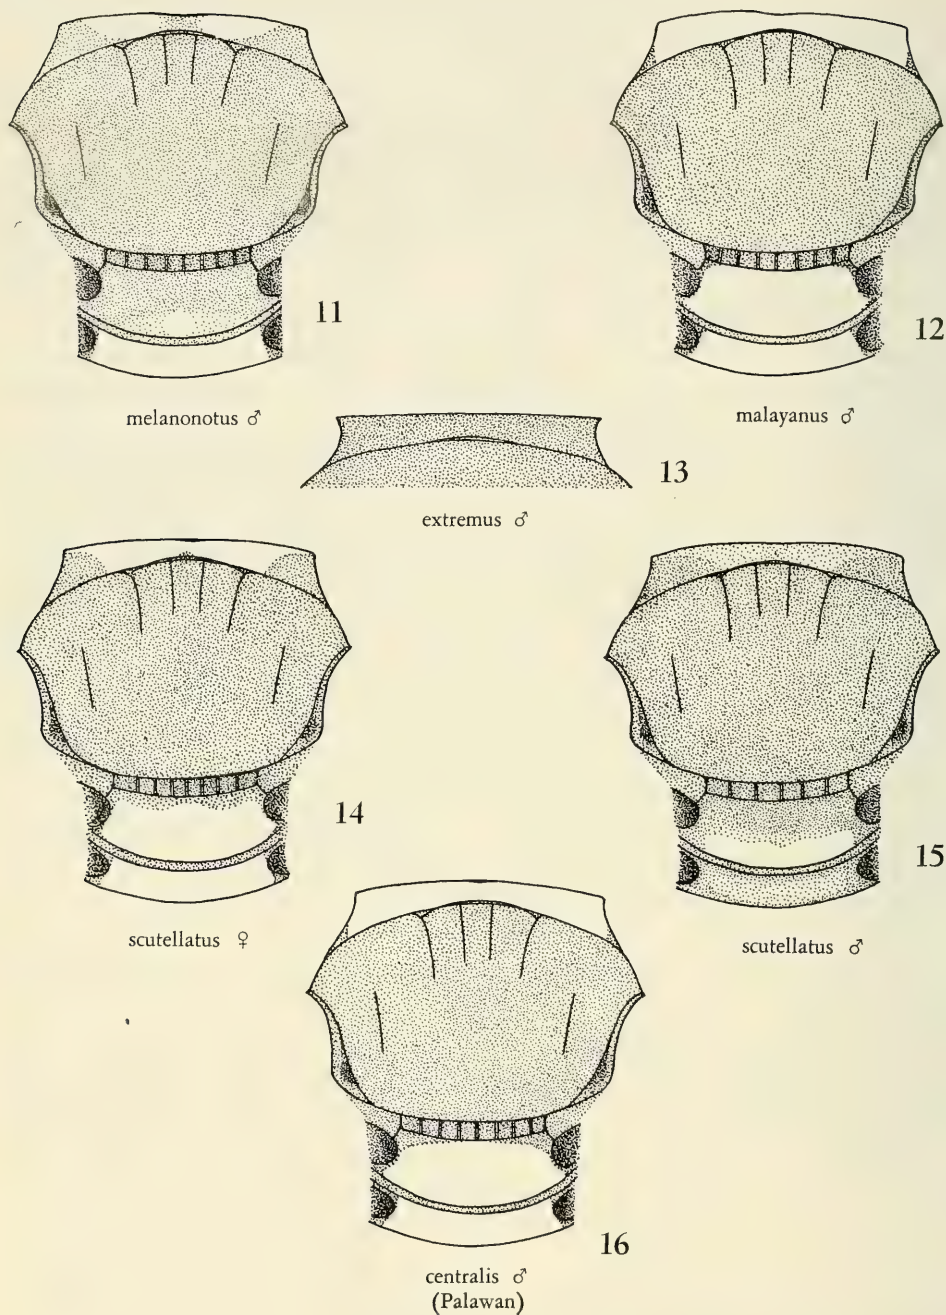 11
melanonotus ♂
12
malayanus ♂
13
extremus ♂
14
scutellatus ♀
15
scutellatus ♂
16
centralis ♂
(Palawan)